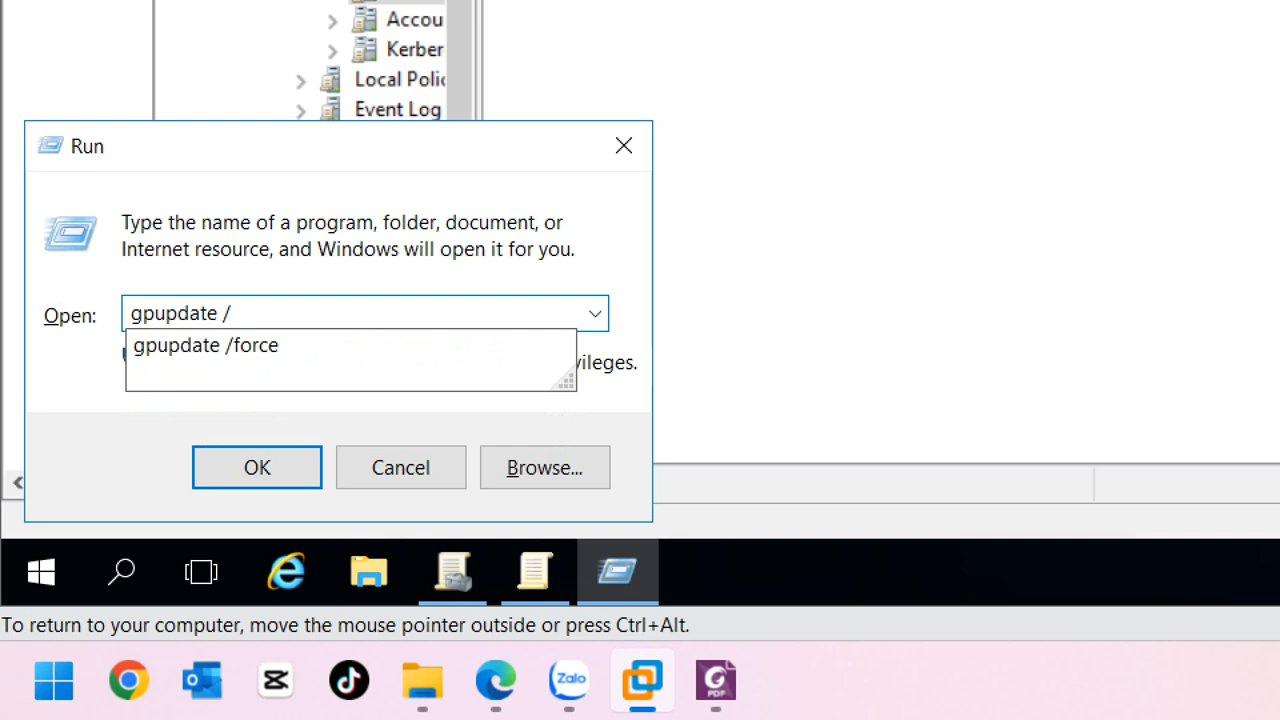 Accou
Kerber
Local Polic
Event Log
Run
Type the name of a program, folder, document, or
Internet resource, and Windows will open it for you.
Open:
gpupdate /
gpupdate /force
vileges.
OK
Cancel
Browse...
To return to your computer, move the mouse pointer outside or press Ctrl+Alt.
Zalo
PDF